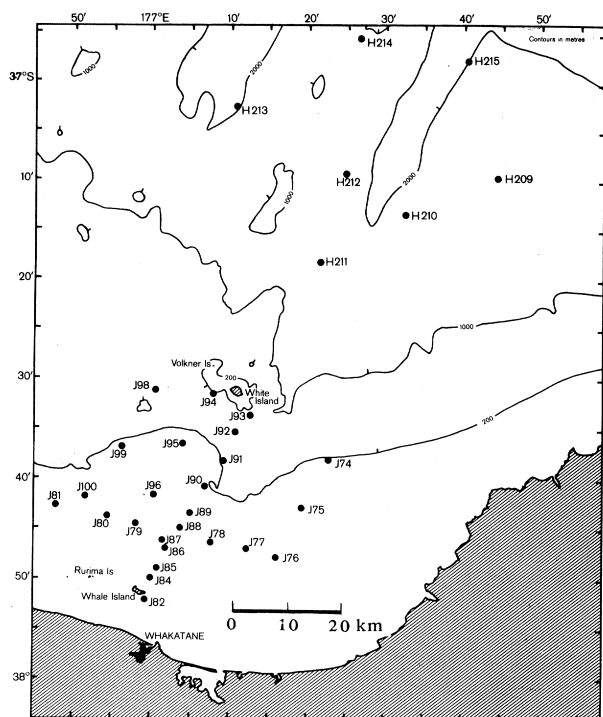 50' 177°E 10' 20' 30' 40' 50'
H214
Contours in metres
1000
2000
H215
37°S
H213
10'
H212
H209
1000
2000
H210
H211
20'
1000
Volkner Is
200
30'
J98
White
Island
J94
J93
J92
200
J95
J99
J91
J74
40'
J90
J81
J100
J96
J75
J80
J89
J79
J88
J87
J78
J77
J86
J76
J85
50'
Rurima Is
J84
Whale Island
J82
0 10 20 km
WHAKATANE
38°